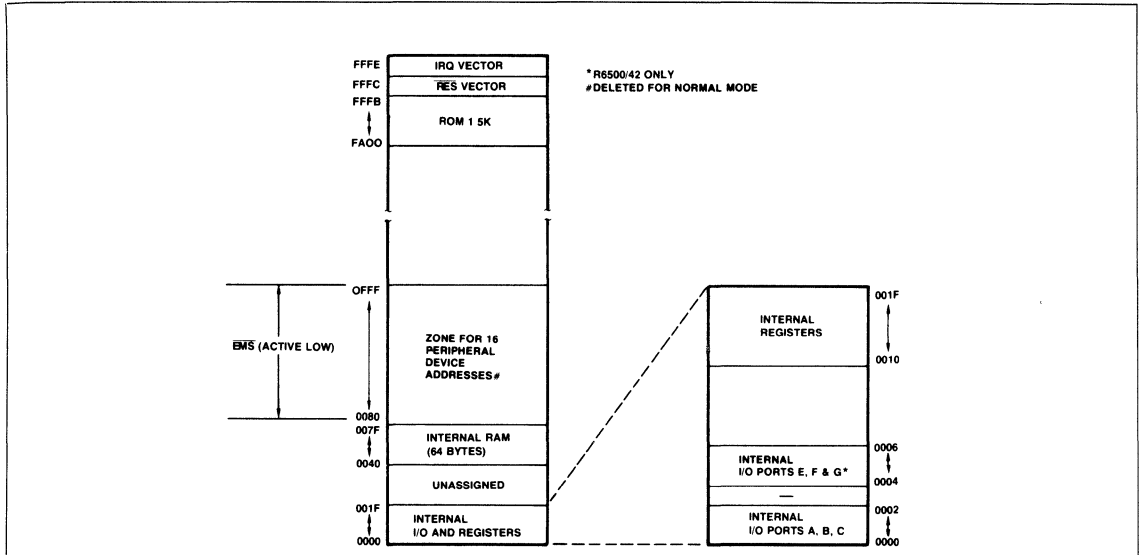 FFFE
IRQ VECTOR
FFFC
RES VECTOR
FFFB
ROM 1 5K
FA00
* R6500/42 ONLY
#DELETED FOR NORMAL MODE
EMS (ACTIVE LOW)
OFFF
ZONE FOR 16
PERIPHERAL
DEVICE
ADDRESSES#
0080
007F
INTERNAL RAM
(64 BYTES)
0040
UNASSIGNED
001F
INTERNAL
I/O AND REGISTERS
0000
001F
INTERNAL
REGISTERS
0010
0006
INTERNAL
I/O PORTS E, F & G*
0004
—
0002
INTERNAL
I/O PORTS A, B, C
0000